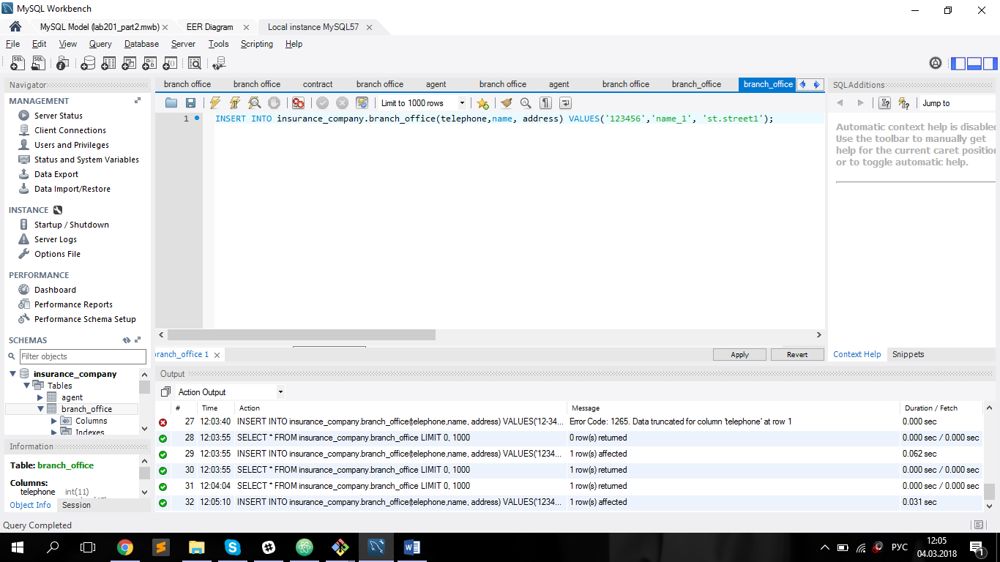 MySQL Workbench
MySQL Model (lab201_part2.mwb) EER Diagram Local instance MySQL57
File Edit View Query Database Server Tools Scripting Help
Navigator
MANAGEMENT
Server Status
Client Connections
Users and Privileges
Status and System Variables
Data Export
Data Import/Restore
INSTANCE
Startup / Shutdown
Server Logs
Options File
PERFORMANCE
Dashboard
Performance Reports
Performance Schema Setup
SCHEMAS
Filter objects
insurance_company
Tables
agent
branch_office
Columns
Indexes
Information
Table: branch_office
Columns:
telephone int(11)
Object Info Session
branch office branch office contract branch office agent branch office agent branch office branch_office branch_office
Limit to 1000 rows
1 INSERT INTO insurance_company.branch_office(telephone,name, address) VALUES('123456','name_1', 'st.street1');
ranch_office 1 Apply Revert
SQLAdditions
Jump to
Automatic context help is disabled
Use the toolbar to manually get
help for the current caret position
or to toggle automatic help.
Context Help Snippets
Output
Action Output
# Time Action Message Duration / Fetch
27 12:03:40 INSERT INTO insurance_company.branch_office(telephone,name, address) VALUES('12-34... Error Code: 1265. Data truncated for column 'telephone' at row 1 0.000 sec
28 12:03:55 SELECT * FROM insurance_company.branch_office LIMIT 0, 1000 0 row(s) returned 0.000 sec / 0.000 sec
29 12:03:55 INSERT INTO insurance_company.branch_office(telephone,name, address) VALUES('1234... 1 row(s) affected 0.062 sec
30 12:03:55 SELECT * FROM insurance_company.branch_office LIMIT 0, 1000 1 row(s) returned 0.000 sec / 0.000 sec
31 12:04:04 SELECT * FROM insurance_company.branch_office LIMIT 0, 1000 1 row(s) returned 0.000 sec / 0.000 sec
32 12:05:10 INSERT INTO insurance_company.branch_office(telephone,name, address) VALUES('1234... 1 row(s) affected 0.031 sec
Query Completed
РУС 12:05
04.03.2018 1